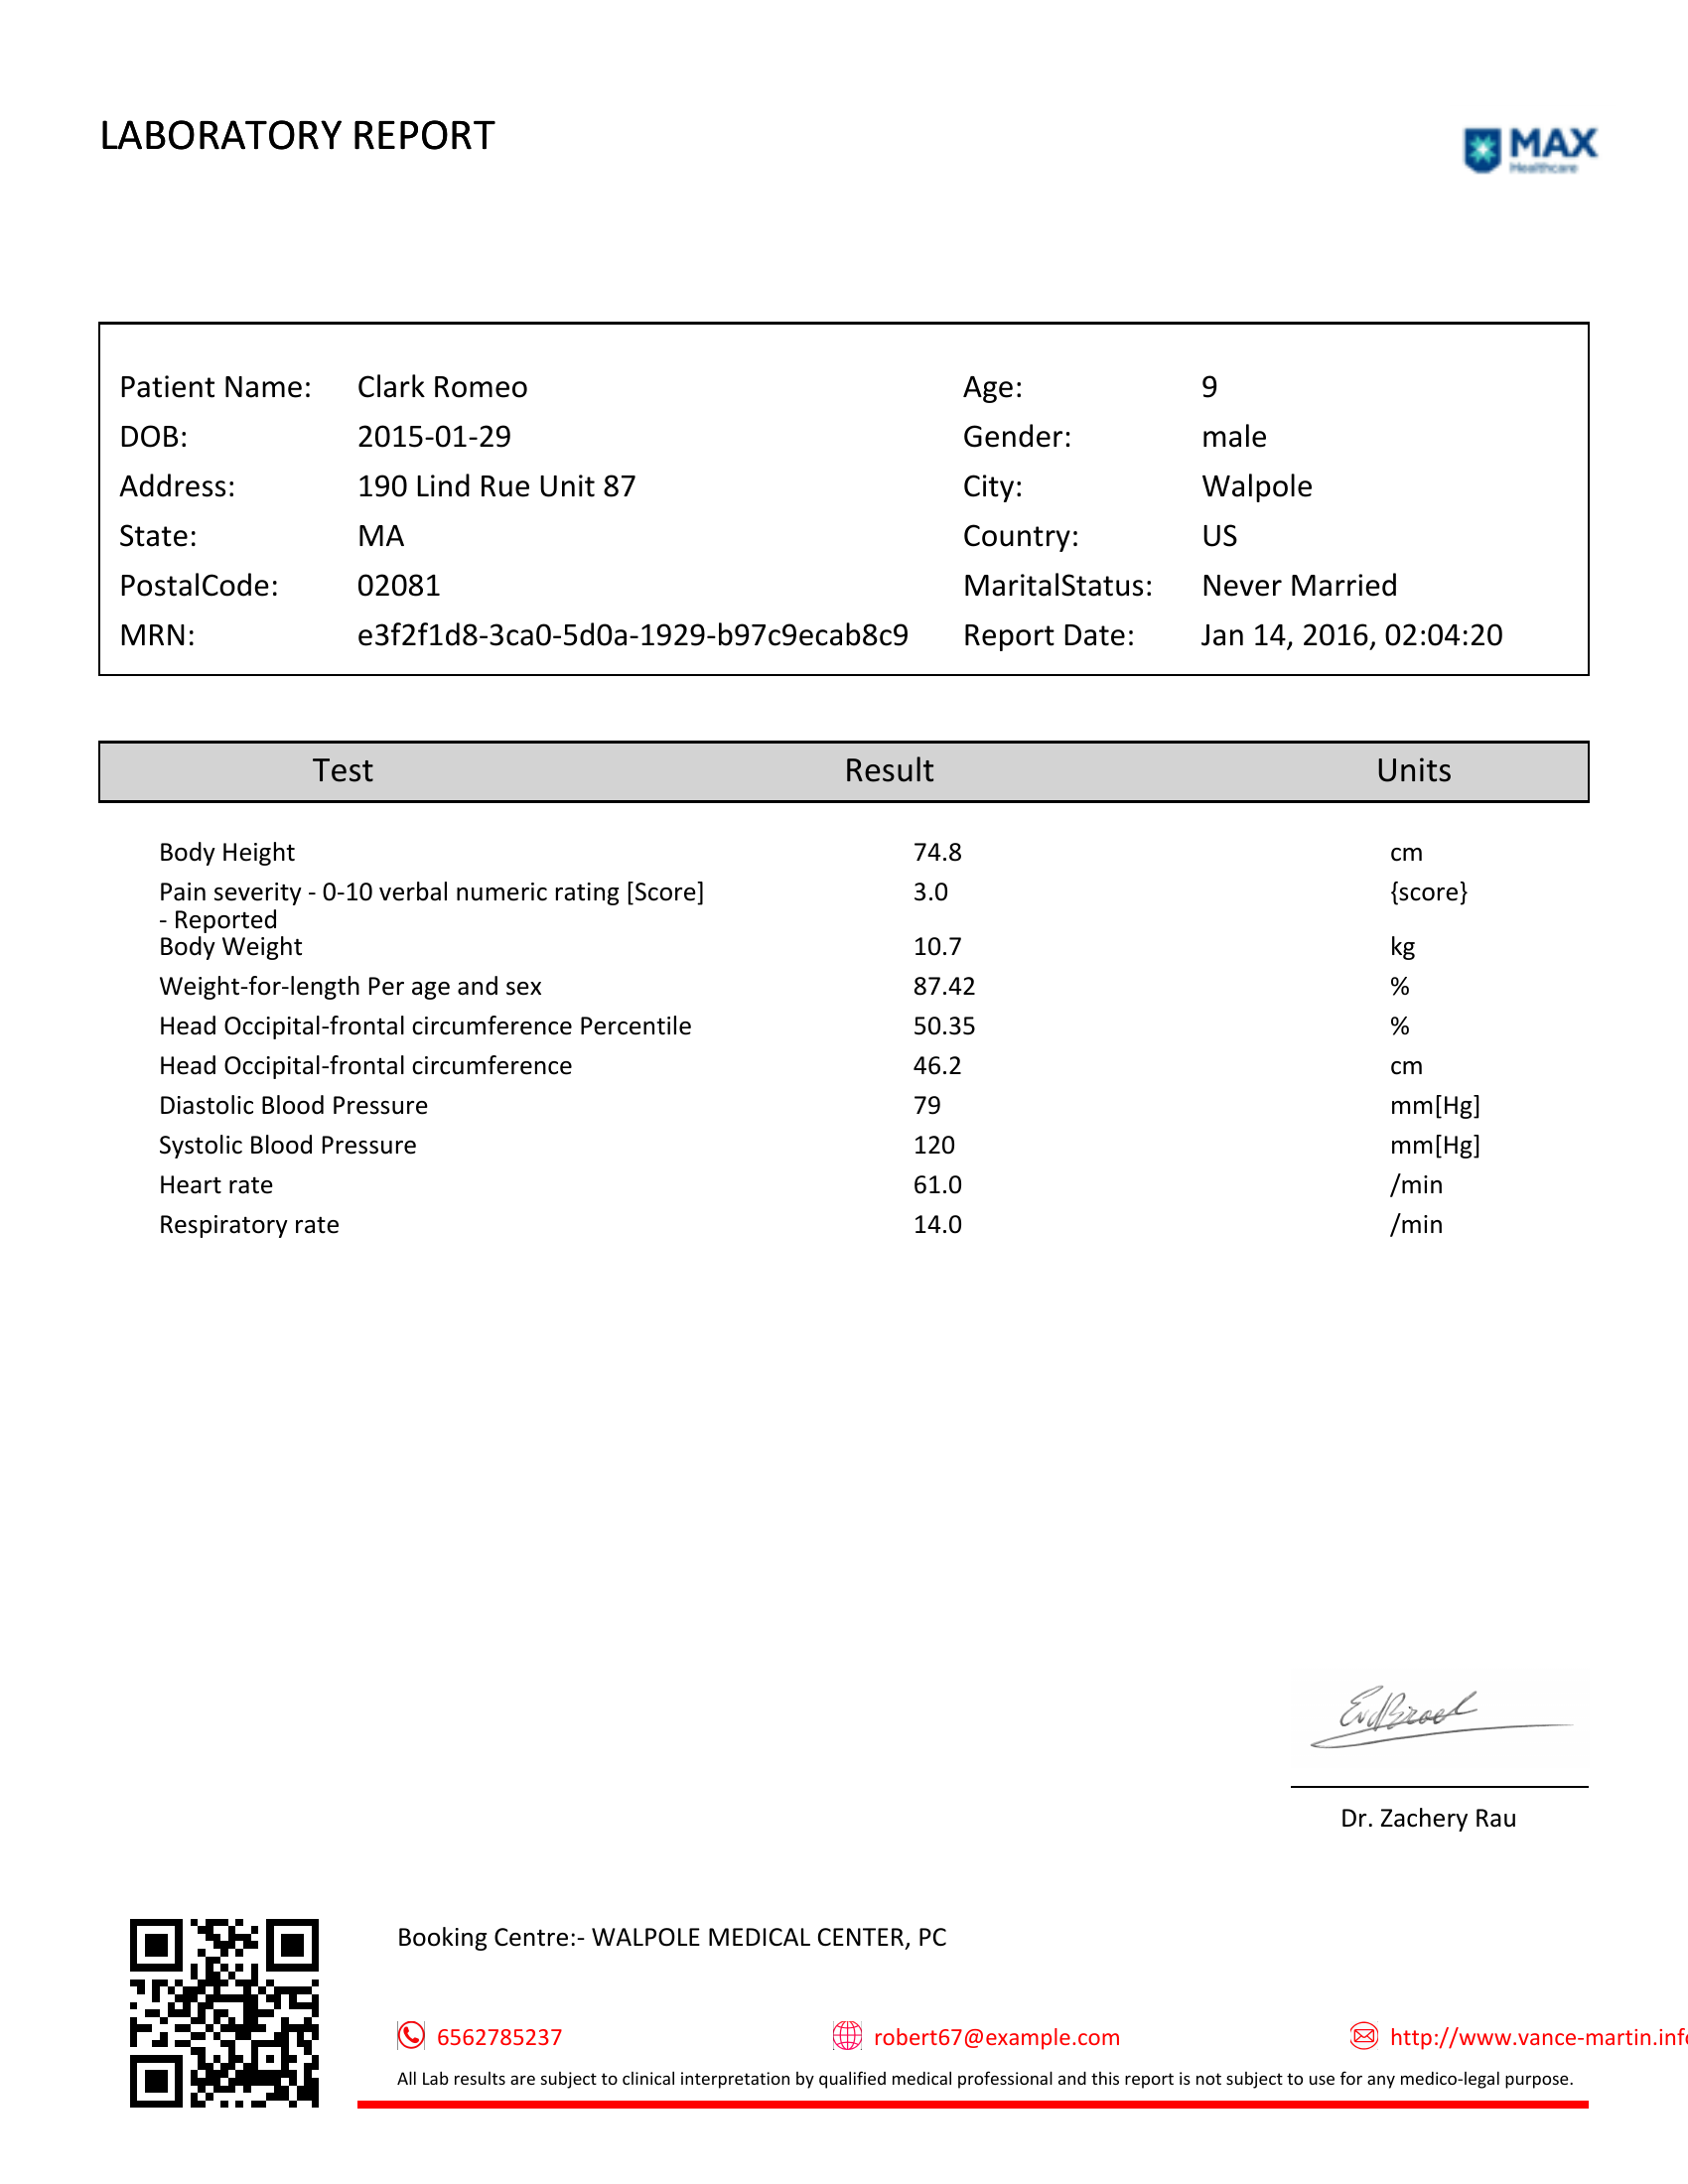 LABORATORY REPORT
MAX
Healthcare
Patient Name: Clark Romeo Age: 9
DOB: 2015-01-29 Gender: male
Address: 190 Lind Rue Unit 87 City: Walpole
State: MA Country: US
PostalCode: 02081 MaritalStatus: Never Married
MRN: e3f2f1d8-3ca0-5d0a-1929-b97c9ecab8c9 Report Date: Jan 14, 2016, 02:04:20
Test Result Units
Body Height 74.8 cm
Pain severity - 0-10 verbal numeric rating [Score] 3.0 {score}
- Reported
Body Weight 10.7 kg
Weight-for-length Per age and sex 87.42 %
Head Occipital-frontal circumference Percentile 50.35 %
Head Occipital-frontal circumference 46.2 cm
Diastolic Blood Pressure 79 mm[Hg]
Systolic Blood Pressure 120 mm[Hg]
Heart rate 61.0 /min
Respiratory rate 14.0 /min
Dr. Zachery Rau
Booking Centre:- WALPOLE MEDICAL CENTER, PC
6562785237 robert67@example.com http://www.vance-martin.inf
All Lab results are subject to clinical interpretation by qualified medical professional and this report is not subject to use for any medico-legal purpose.